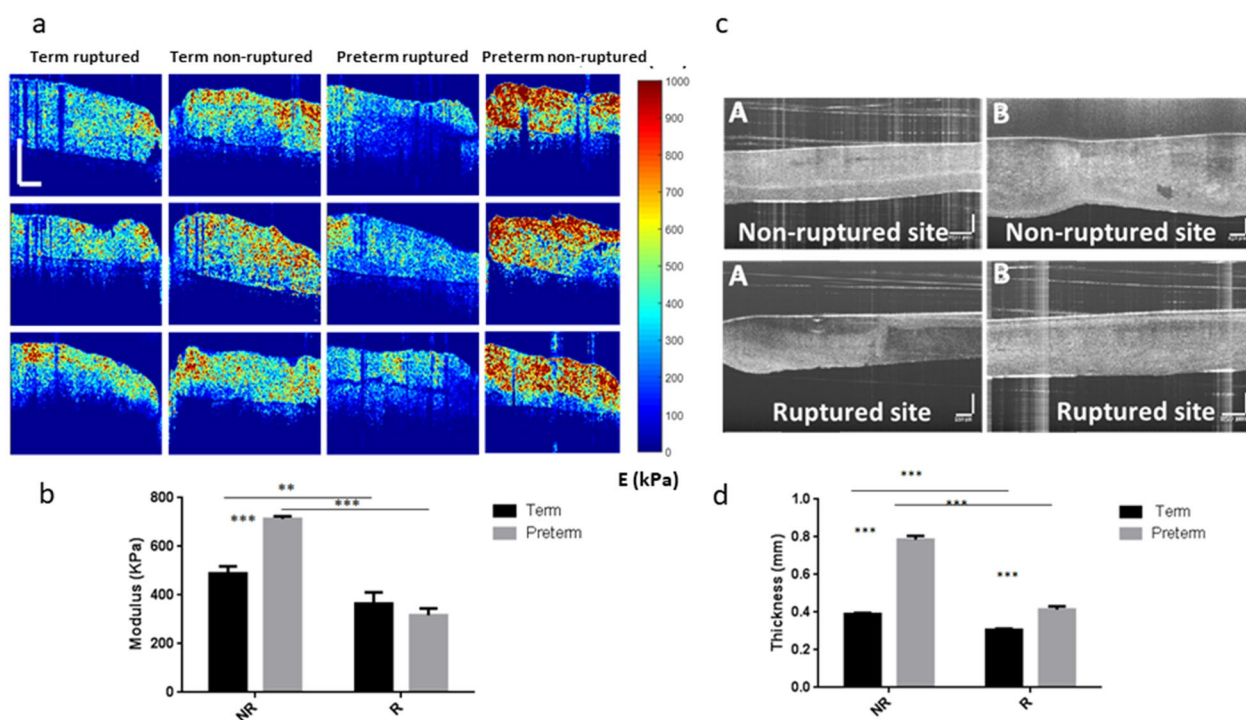 a
Term ruptured
Term non-ruptured
Preterm ruptured
Preterm non-ruptured
1000
900
800
700
600
500
400
300
200
100
0
E (kPa)
b
**
***
***
Term
Preterm
800
600
400
200
0
Modulus (KPa)
NR
R
c
A
Non-ruptured site
B
Non-ruptured site
A
Ruptured site
B
Ruptured site
d
***
***
***
***
Term
Preterm
1.0
0.8
0.6
0.4
0.2
0.0
Thickness (mm)
NR
R